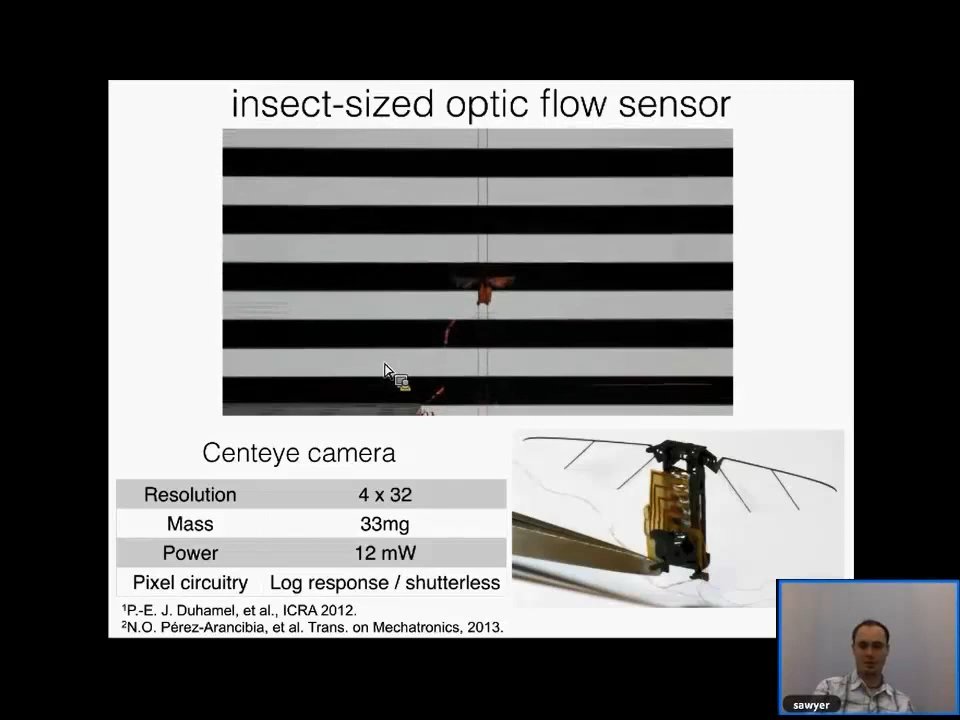 insect-sized optic flow sensor
Centeye camera
Resolution 4 x 32
Mass 33mg
Power 12 mW
Pixel circuitry Log response / shutterless
¹P.-E. J. Duhamel, et al., ICRA 2012.
²N.O. Pérez-Arancibia, et al. Trans. on Mechatronics, 2013.
sawyer